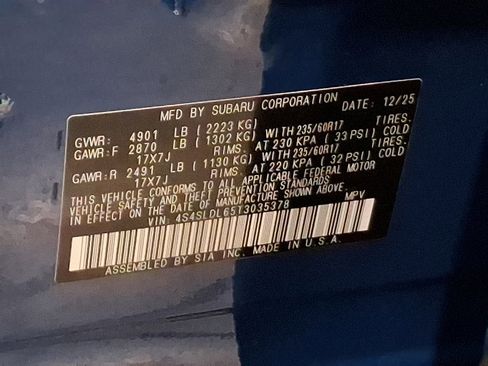 MFD BY SUBARU CORPORATION DATE: 12/25
GVWR: 4901 LB (2223 KG) TIRES.
GAWR:F 2870 LB (1302 KG) WITH 235/60R17 COLD
17X7J RIMS. AT 230 KPA (33 PSI) TIRES.
GAWR:R 2491 LB (1130 KG) WITH 235/60R17 COLD
17X7J RIMS. AT 220 KPA (32 PSI)
THIS VEHICLE CONFORMS TO ALL APPLICABLE FEDERAL MOTOR
VEHICLE SAFETY STANDARDS
IN EFFECT ON THE DATE OF MANUFACTURE SHOWN ABOVE.
VIN: 4S4SLDL65T3035378 MPV
ASSEMBLED BY SIA INC. MADE IN U.S.A.